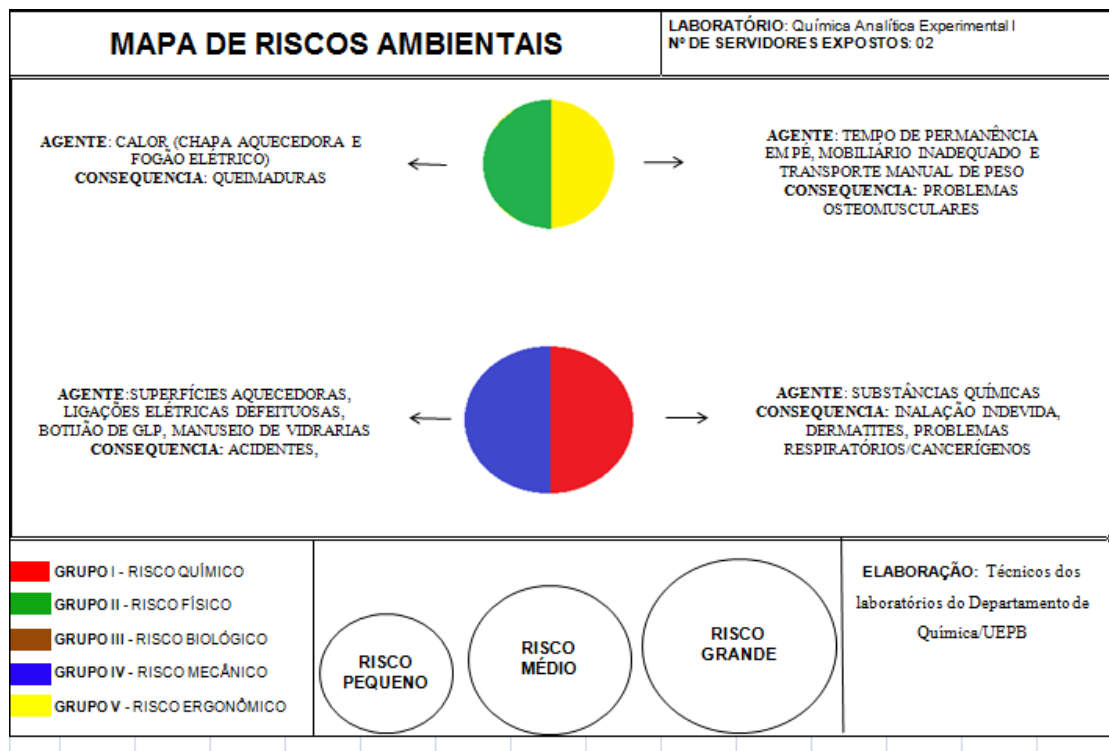 MAPA DE RISCOS AMBIENTAIS
LABORATÓRIO: Química Analítica Experimental I
Nº DE SERVIDORES EXPOSTOS: 02
AGENTE: CALOR (CHAPA AQUECEDORA E
FOGÃO ELÉTRICO)
CONSEQUENCIA: QUEIMADURAS
AGENTE: TEMPO DE PERMANÊNCIA
EM PÉ, MOBILIÁRIO INADEQUADO E
TRANSPORTE MANUAL DE PESO
CONSEQUENCIA: PROBLEMAS
OSTEOMUSCULARES
AGENTE:SUPERFÍCIES AQUECEDORAS,
LIGAÇÕES ELÉTRICAS DEFEITUOSAS,
BOTIJÃO DE GLP, MANUSEIO DE VIDRARIAS
CONSEQUENCIA: ACIDENTES,
AGENTE: SUBSTÂNCIAS QUÍMICAS
CONSEQUENCIA: INALAÇÃO INDEVIDA,
DERMATITES, PROBLEMAS
RESPIRATÓRIOS/CANCERÍGENOS
GRUPO I - RISCO QUÍMICO
GRUPO II - RISCO FÍSICO
GRUPO III - RISCO BIOLÓGICO
GRUPO IV - RISCO MECÂNICO
GRUPO V - RISCO ERGONÔMICO
RISCO
PEQUENO
RISCO
MÉDIO
RISCO
GRANDE
ELABORAÇÃO: Técnicos dos
laboratórios do Departamento de
Química/UEPB